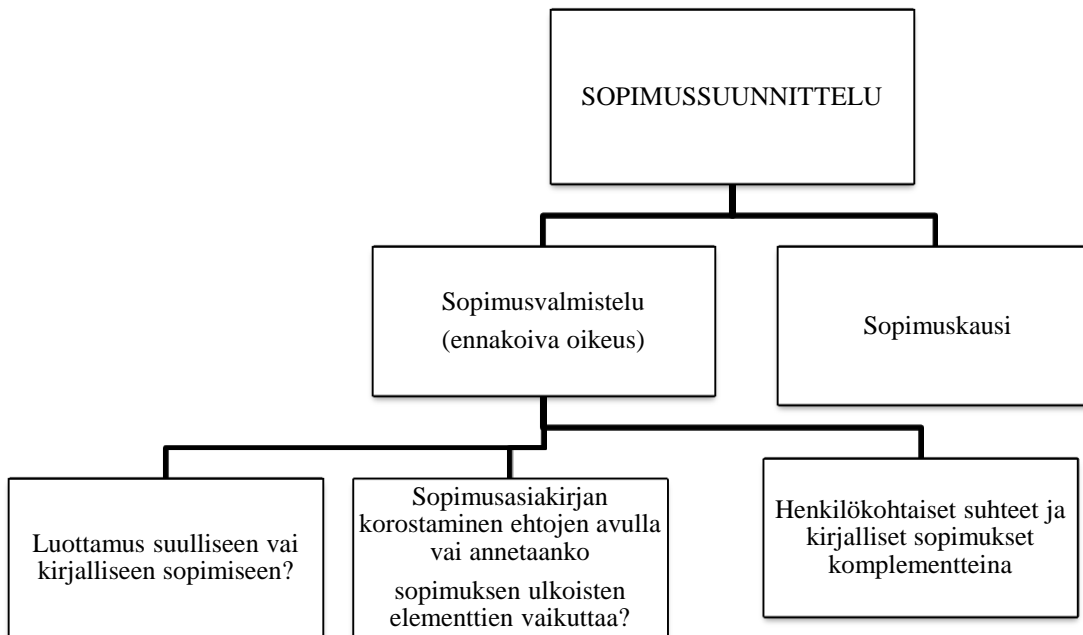 SOPIMUSSUUNNITTELU
Sopimusvalmistelu
(ennakoiva oikeus)
Sopimuskausi
Luottamus suulliseen vai
kirjalliseen sopimiseen?
Sopimusasiakirjan
korostaminen ehtojen avulla
vai annetaanko
sopimuksen ulkoisten
elementtien vaikuttaa?
Henkilökohtaiset suhteet ja
kirjalliset sopimukset
komplementteina